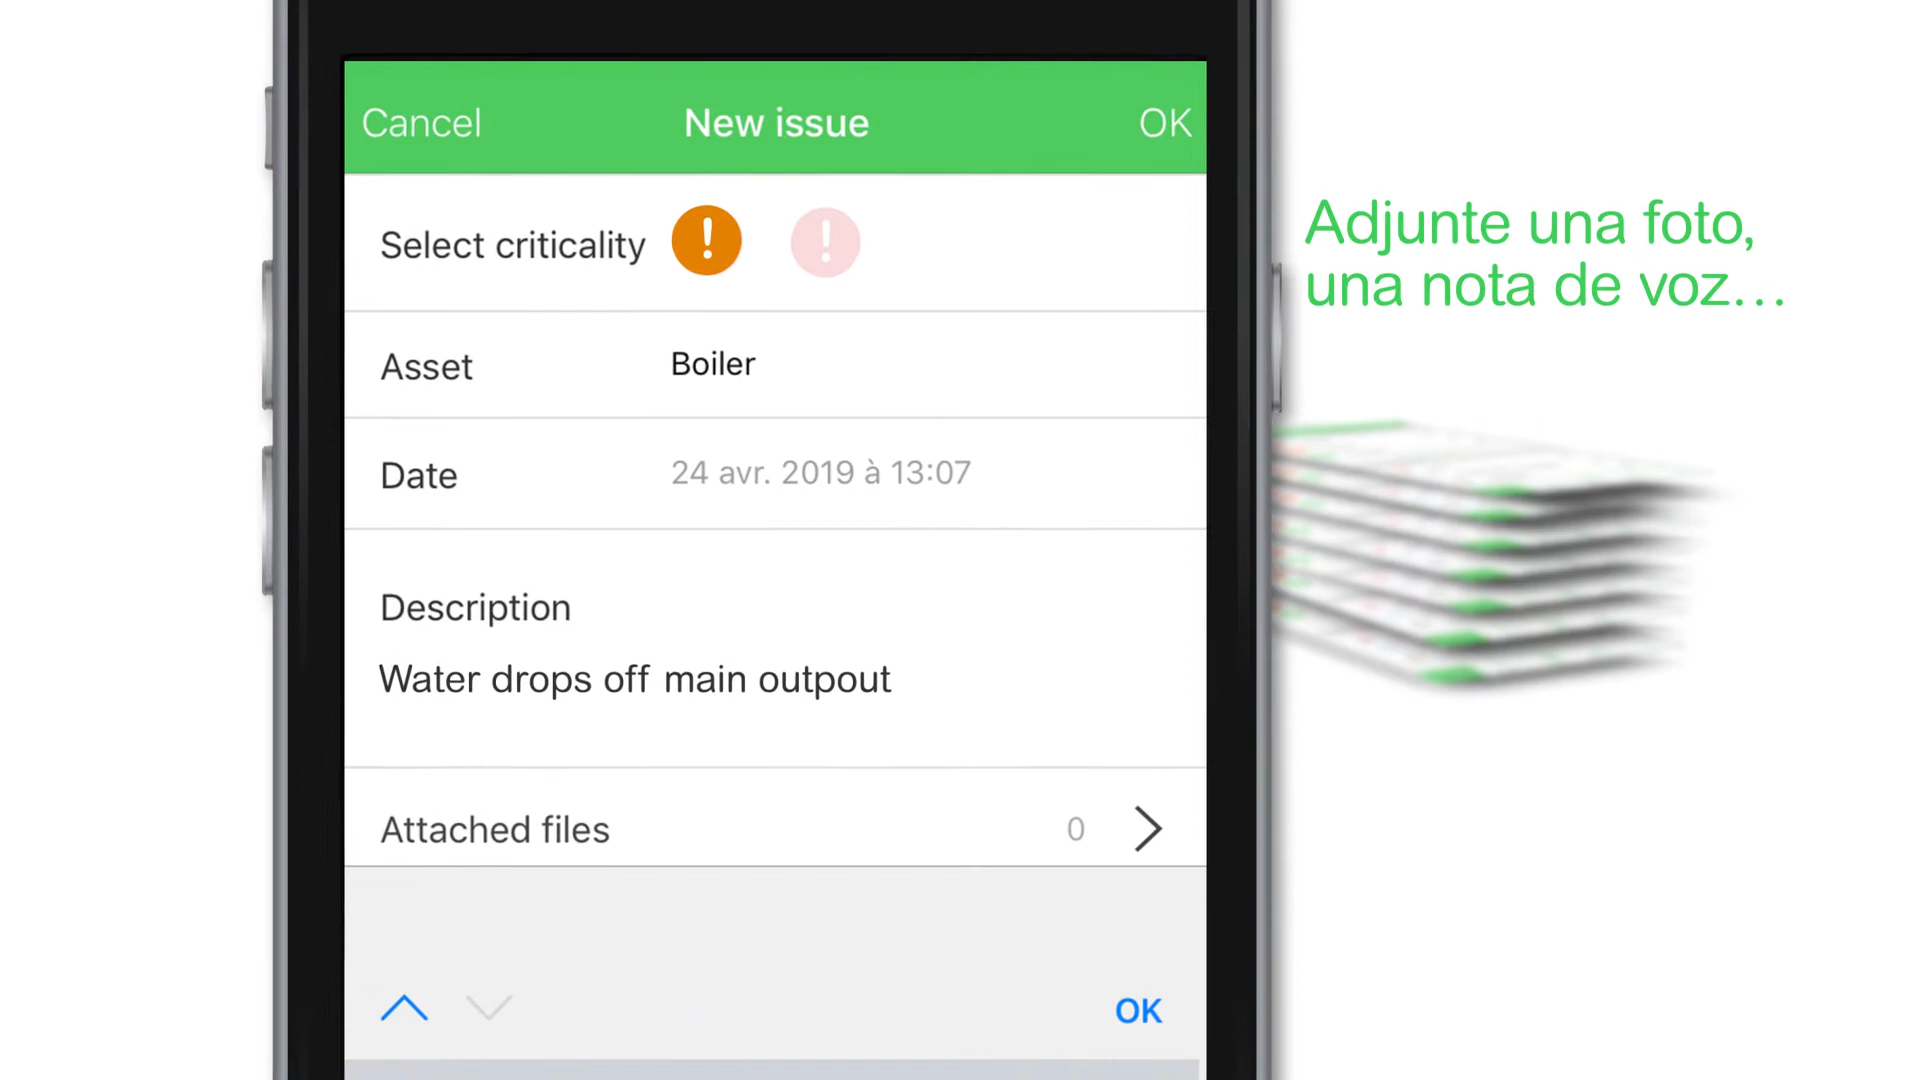 Cancel New issue OK
Select criticality
Asset Boiler
Date 24 avr. 2019 à 13:07
Description
Water drops off main outpout
Attached files 0
OK
Adjunte una foto,
una nota de voz…